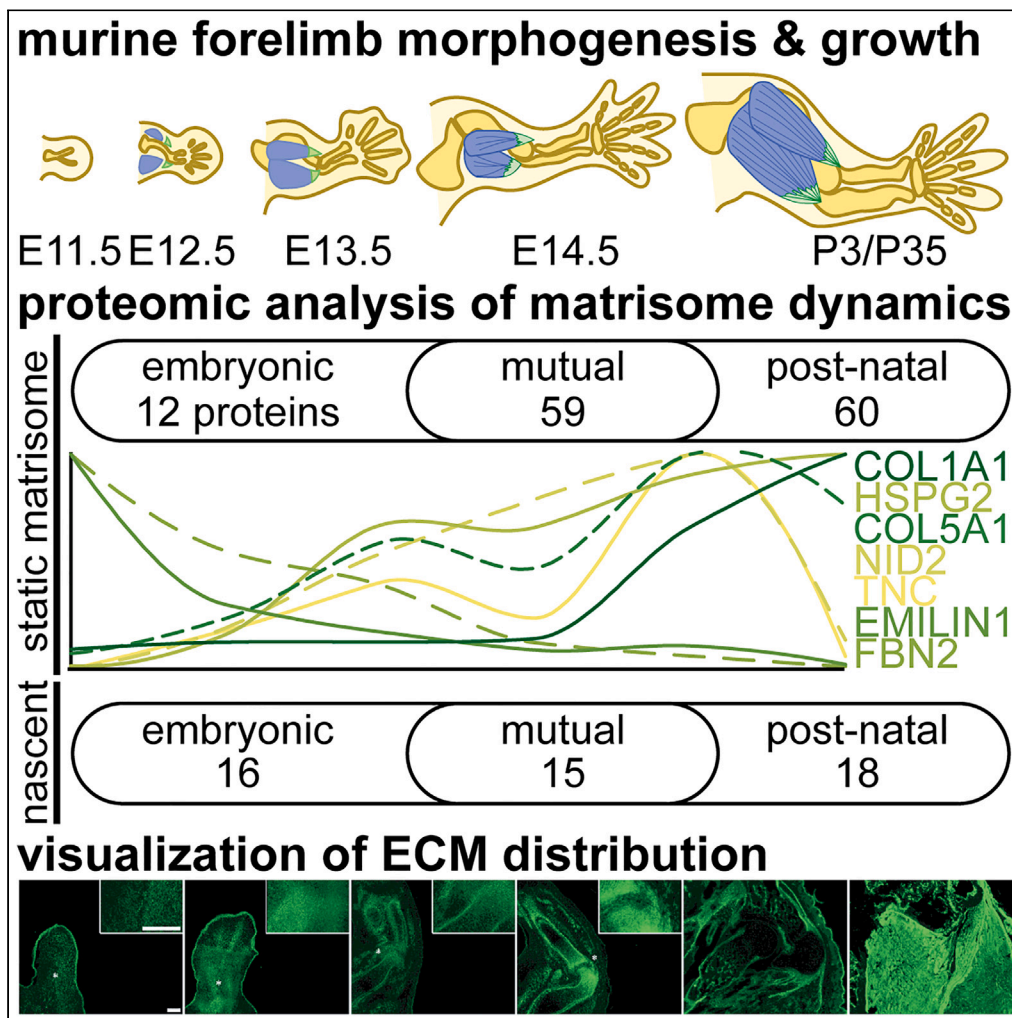 murine forelimb morphogenesis & growth
E11.5 E12.5 E13.5 E14.5 P3/P35
proteomic analysis of matrisome dynamics
static matrisome
embryonic mutual post-natal
12 proteins 59 60
COL1A1
HSPG2
COL5A1
NID2
TNC
EMILIN1
FBN2
nascent
embryonic mutual post-natal
16 15 18
visualization of ECM distribution